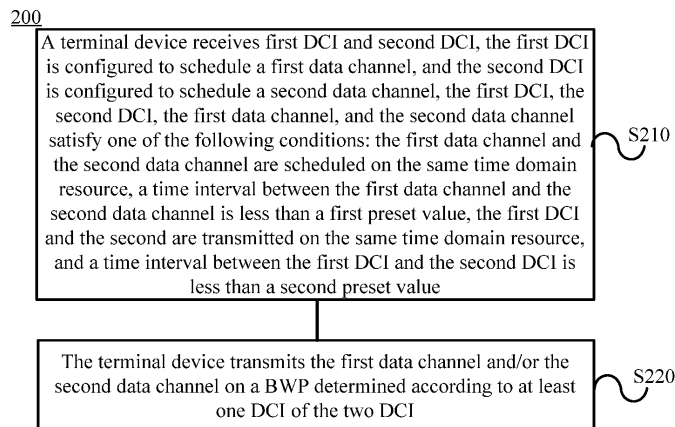 200
A terminal device receives first DCI and second DCI, the first DCI
is configured to schedule a first data channel, and the second DCI
is configured to schedule a second data channel, the first DCI, the
second DCI, the first data channel, and the second data channel
satisfy one of the following conditions: the first data channel and
the second data channel are scheduled on the same time domain
resource, a time interval between the first data channel and the
second data channel is less than a first preset value, the first DCI
and the second are transmitted on the same time domain resource,
and a time interval between the first DCI and the second DCI is
less than a second preset value
S210
The terminal device transmits the first data channel and/or the
second data channel on a BWP determined according to at least
one DCI of the two DCI
S220